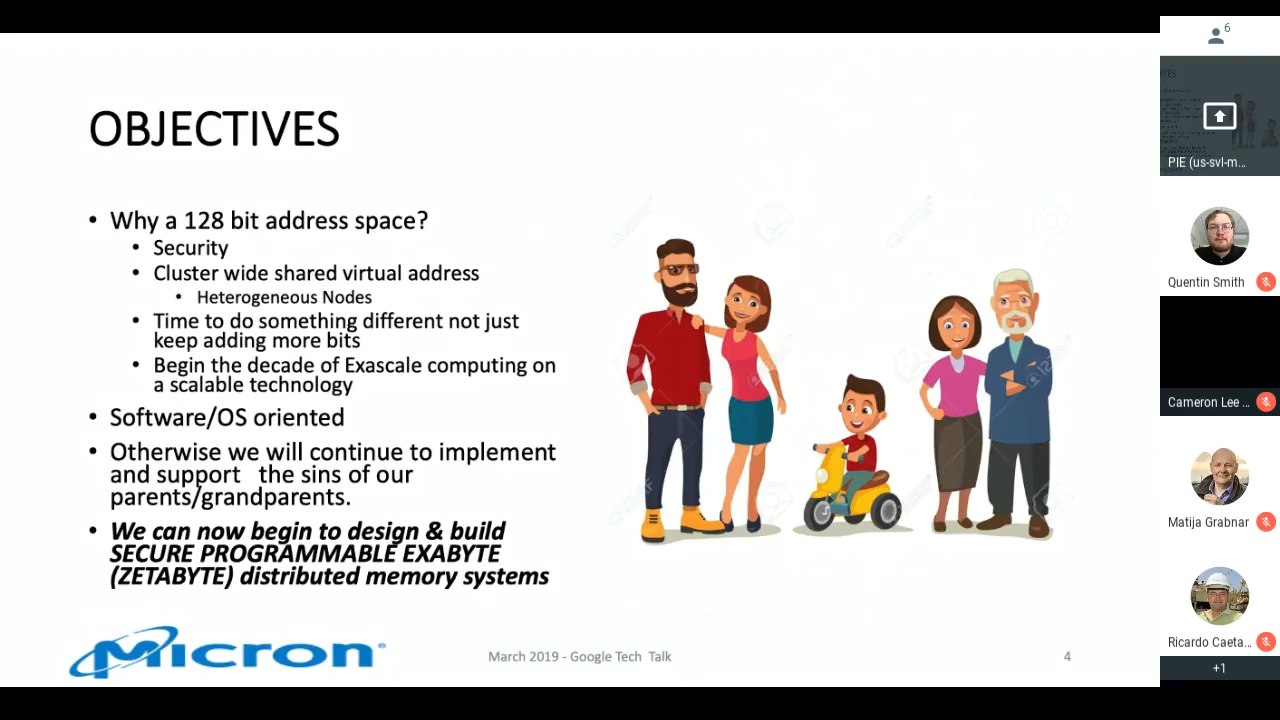 OBJECTIVES
• Why a 128 bit address space?
• Security
• Cluster wide shared virtual address
• Heterogeneous Nodes
• Time to do something different not just
keep adding more bits
• Begin the decade of Exascale computing on
a scalable technology
• Software/OS oriented
• Otherwise we will continue to implement
and support the sins of our
parents/grandparents.
• We can now begin to design & build
SECURE PROGRAMMABLE EXABYTE
(ZETABYTE) distributed memory systems
Micron®
March 2019 - Google Tech Talk
4
6
PIE (us-svl-m...
Quentin Smith
Cameron Lee ...
Matija Grabnar
Ricardo Caeta...
+1